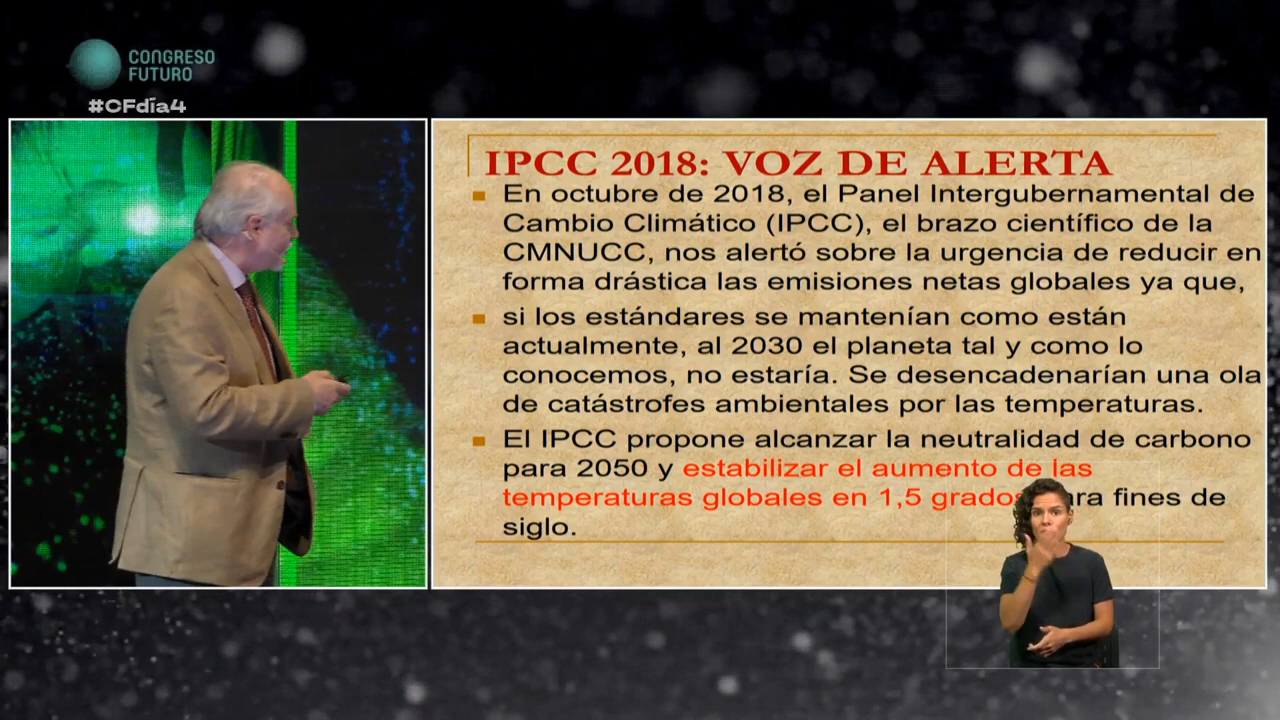 CONGRESO
FUTURO
#CFdía4
IPCC 2018: VOZ DE ALERTA
En octubre de 2018, el Panel Intergubernamental de
Cambio Climático (IPCC), el brazo científico de la
CMNUCC, nos alertó sobre la urgencia de reducir en
forma drástica las emisiones netas globales ya que,
si los estándares se mantenían como están
actualmente, al 2030 el planeta tal y como lo
conocemos, no estaría. Se desencadenarían una ola
de catástrofes ambientales por las temperaturas.
El IPCC propone alcanzar la neutralidad de carbono
para 2050 y estabilizar el aumento de las
temperaturas globales en 1,5 grados para fines de
siglo.